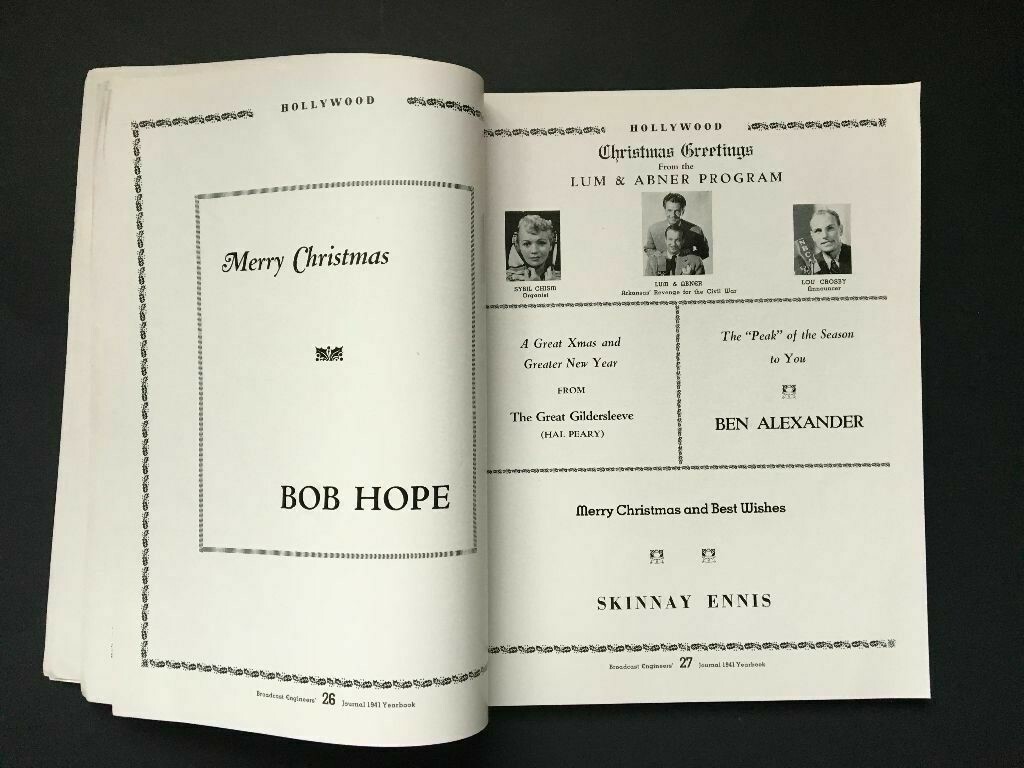 HOLLYWOOD
Merry Christmas
BOB HOPE
Broadcast Engineers' 26 Journal 1941 Yearbook
HOLLYWOOD
Christmas Greetings
From the
LUM & ABNER PROGRAM
NBC
SYBIL CHISM
Organist
LUM & ABNER
Arkansas' Revenge for the Civil War
LOU CROSBY
Announcer
A Great Xmas and
Greater New Year
FROM
The Great Gildersleeve
(HAL PEARY)
The "Peak" of the Season
to You
BEN ALEXANDER
Merry Christmas and Best Wishes
SKINNAY ENNIS
Broadcast Engineers' 27 Journal 1941 Yearbook